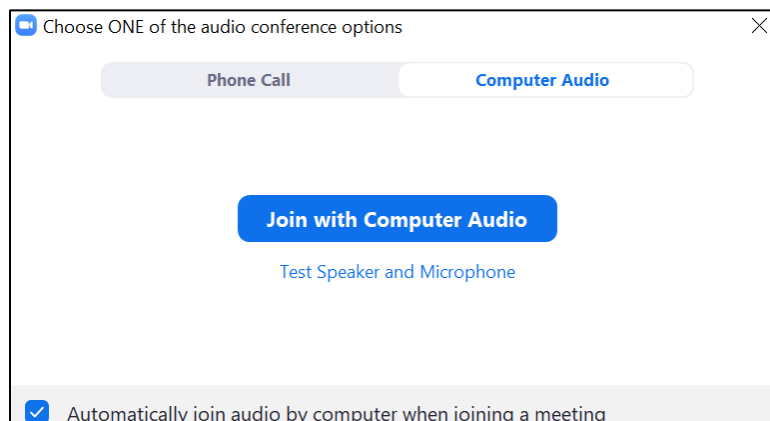 Choose ONE of the audio conference options
Phone Call
Computer Audio
Join with Computer Audio
Test Speaker and Microphone
Automatically join audio by computer when joining a meeting